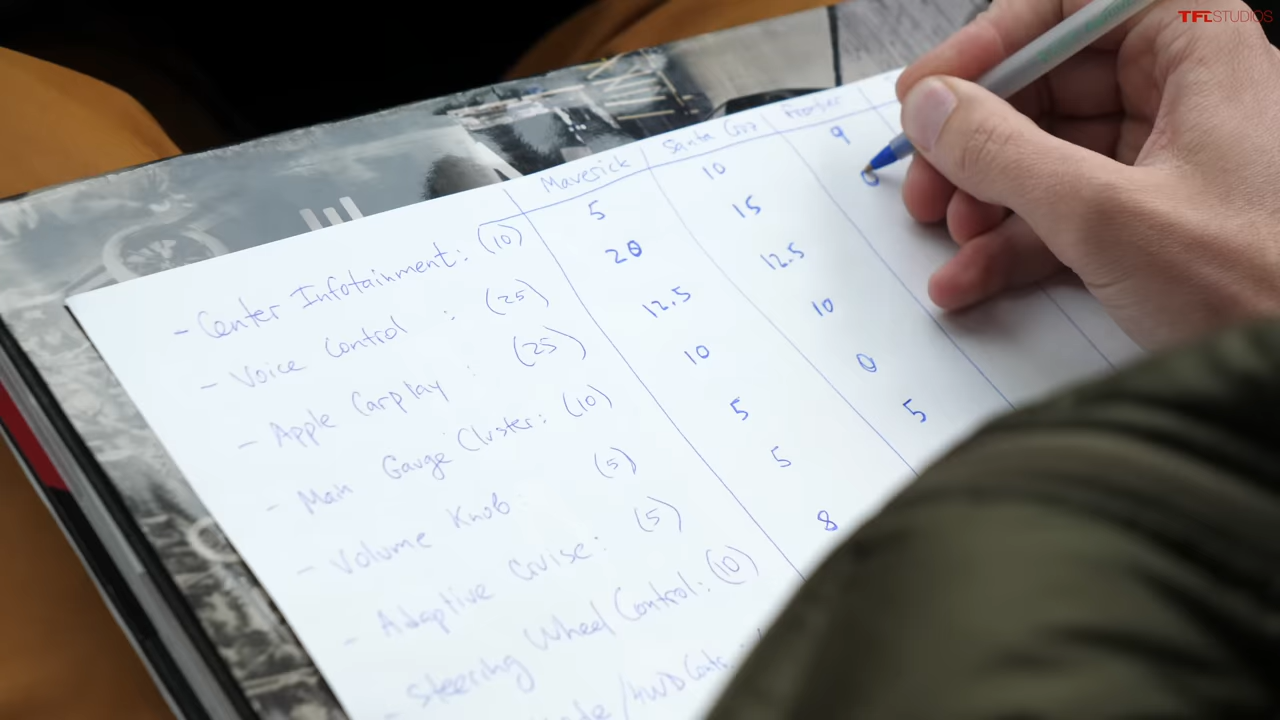 TFLSTUDIOS
Maverick Santa Cruz Frontier
- Center Infotainment: (10) 5 10 9
- Voice Control : (25) 20 15 0
- Apple Carplay : (25) 12.5 12.5
- Main Gauge Cluster: (10) 10 10
- Volume Knob: (5) 5 0
- Adaptive Cruise: (5) 5 5
- Steering Wheel Control: (10) 8